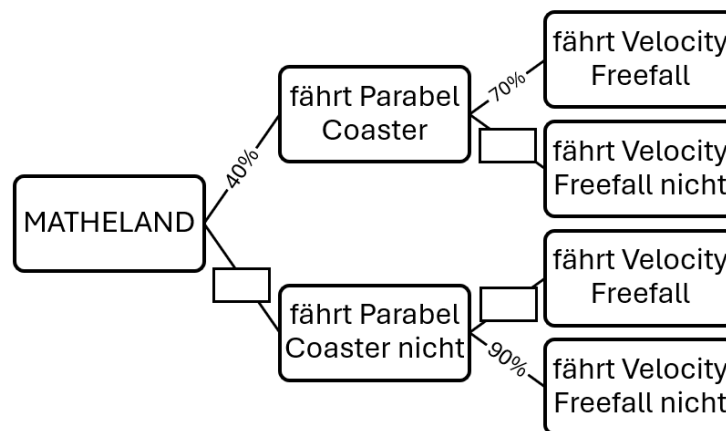 fährt Velocity
Freefall
70%
fährt Parabel
Coaster
fährt Velocity
Freefall nicht
40%
MATHELAND
fährt Velocity
Freefall
fährt Parabel
Coaster nicht
90%
fährt Velocity
Freefall nicht